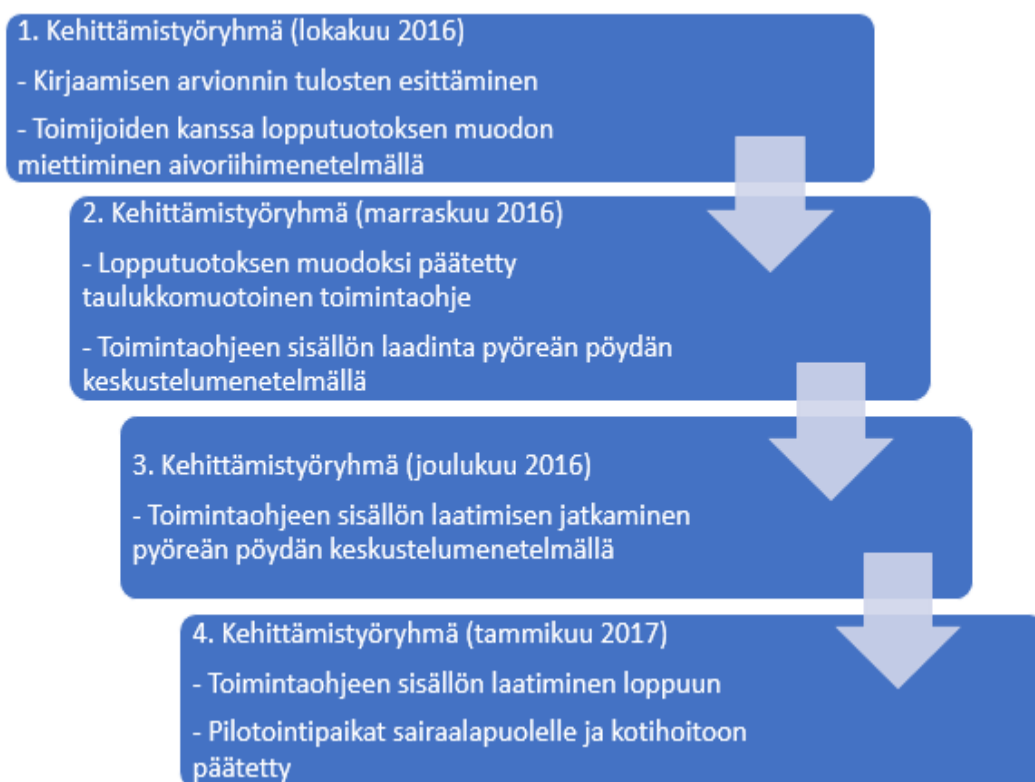 1. Kehittämistyöryhmä (lokakuu 2016)
- Kirjaamisen arvionnin tulosten esittäminen
- Toimijoiden kanssa lopputuotoksen muodon
miettiminen aivoriihimenetelmällä
2. Kehittämistyöryhmä (marraskuu 2016)
- Lopputuotoksen muodoksi päätetty
taulukkomuotoinen toimintaohje
- Toimintaohjeen sisällön laadinta pyöreän pöydän
keskustelumenetelmällä
3. Kehittämistyöryhmä (joulukuu 2016)
- Toimintaohjeen sisällön laatimisen jatkaminen
pyöreän pöydän keskustelumenetelmällä
4. Kehittämistyöryhmä (tammikuu 2017)
- Toimintaohjeen sisällön laatiminen loppuun
- Pilotointipaikat sairaalapuolelle ja kotihoitoon
päätetty